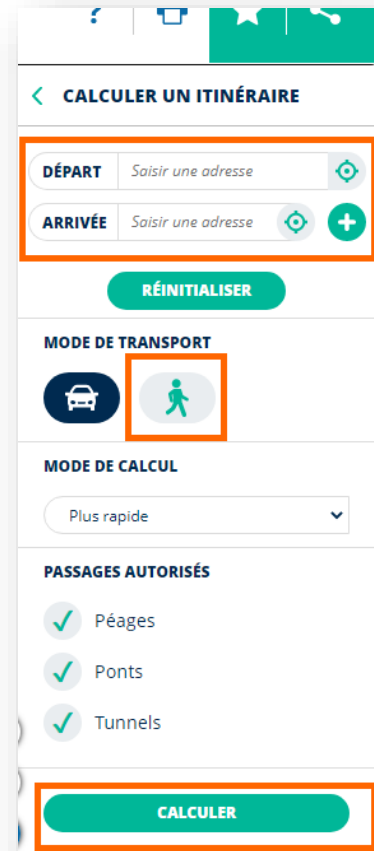 ?
CALCULER UN ITINÉRAIRE
DÉPART Saisir une adresse
ARRIVÉE Saisir une adresse
RÉINITIALISER
MODE DE TRANSPORT
MODE DE CALCUL
Plus rapide
PASSAGES AUTORISÉS
Péages
Ponts
Tunnels
CALCULER